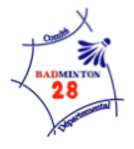 Comité
BADMINTON
28
Départemental